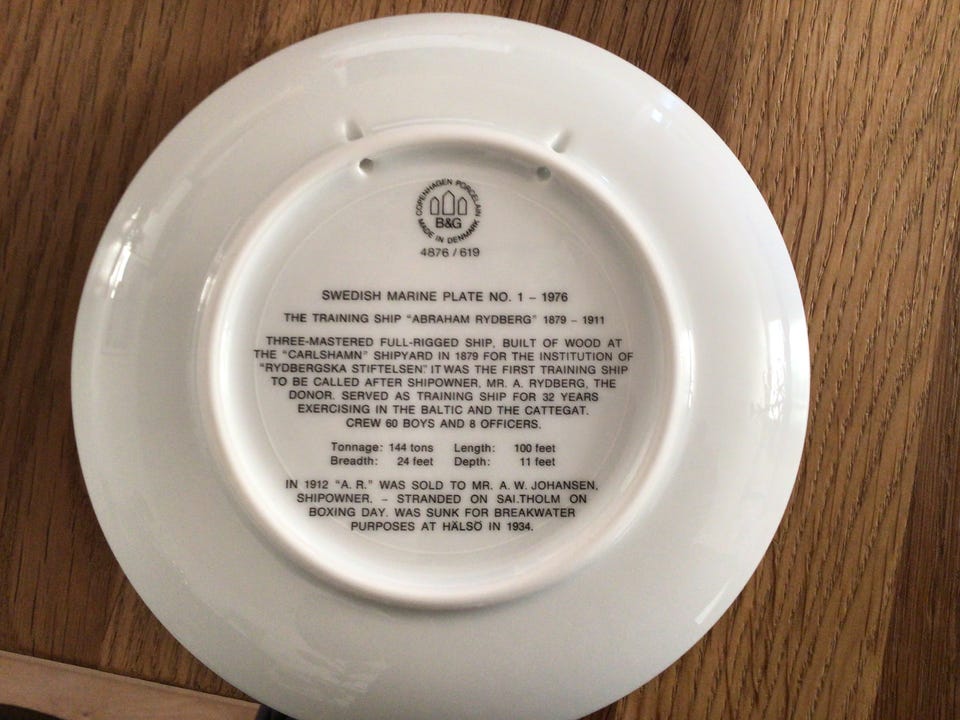 COPENHAGEN PORCELAIN
B&G
MADE IN DENMARK
4876 / 619
SWEDISH MARINE PLATE NO. 1 – 1976
THE TRAINING SHIP "ABRAHAM RYDBERG" 1879 – 1911
THREE-MASTERED FULL-RIGGED SHIP, BUILT OF WOOD AT
THE "CARLSHAMN" SHIPYARD IN 1879 FOR THE INSTITUTION OF
"RYDBERGSKA STIFTELSEN" IT WAS THE FIRST TRAINING SHIP
TO BE CALLED AFTER SHIPOWNER, MR. A. RYDBERG, THE
DONOR. SERVED AS TRAINING SHIP FOR 32 YEARS
EXERCISING IN THE BALTIC AND THE CATTEGAT.
CREW 60 BOYS AND 8 OFFICERS.
Tonnage: 144 tons Length: 100 feet
Breadth: 24 feet Depth: 11 feet
IN 1912 "A. R." WAS SOLD TO MR. A. W. JOHANSEN,
SHIPOWNER, – STRANDED ON SAI.THOLM ON
BOXING DAY. WAS SUNK FOR BREAKWATER
PURPOSES AT HÄLSÖ IN 1934.